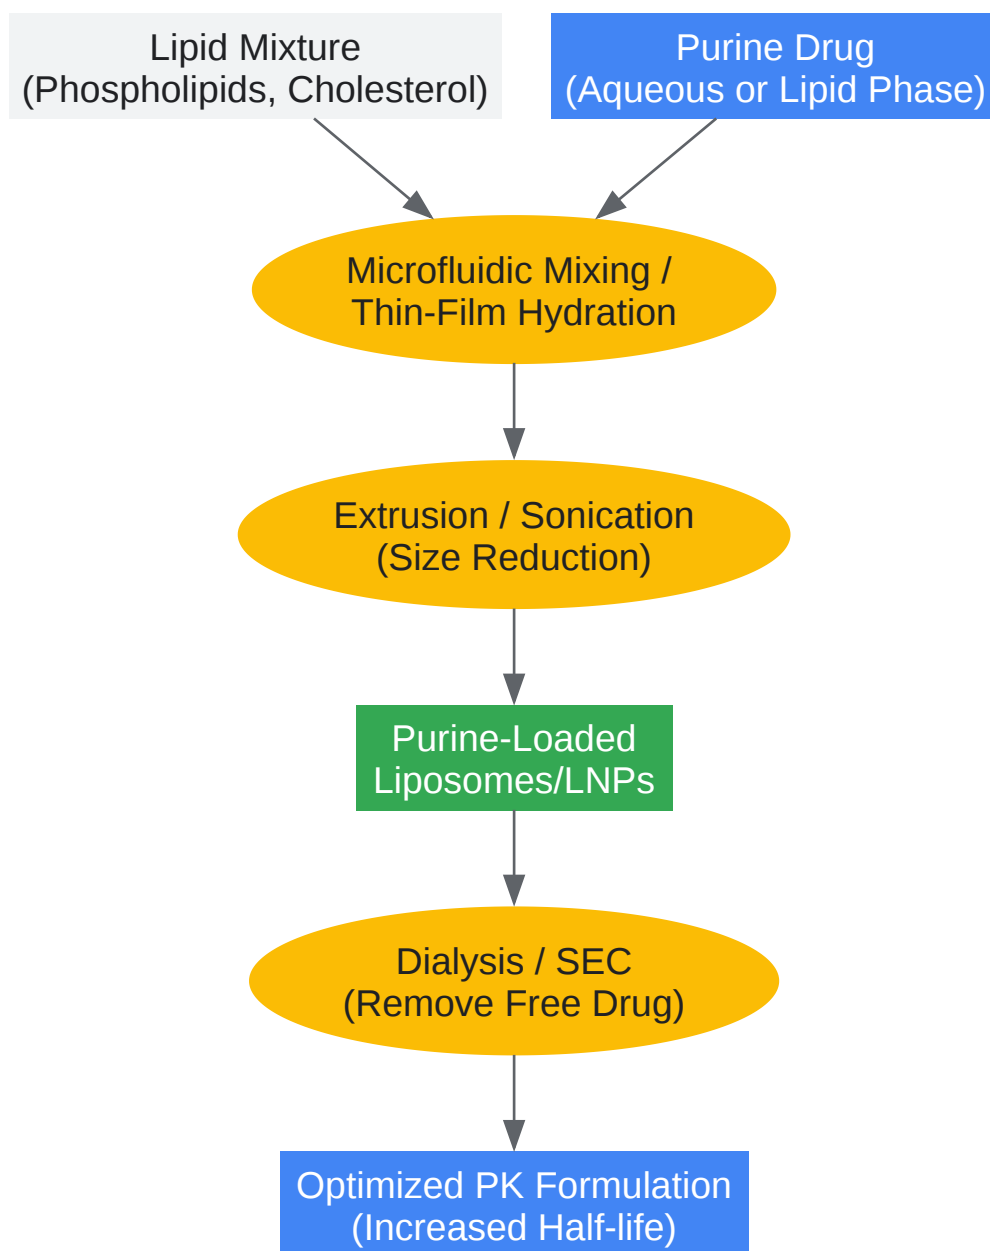 Lipid Mixture
(Phospholipids, Cholesterol)
Purine Drug
(Aqueous or Lipid Phase)
Microfluidic Mixing /
Thin-Film Hydration
Extrusion / Sonication
(Size Reduction)
Purine-Loaded
Liposomes/LNPs
Dialysis / SEC
(Remove Free Drug)
Optimized PK Formulation
(Increased Half-life)